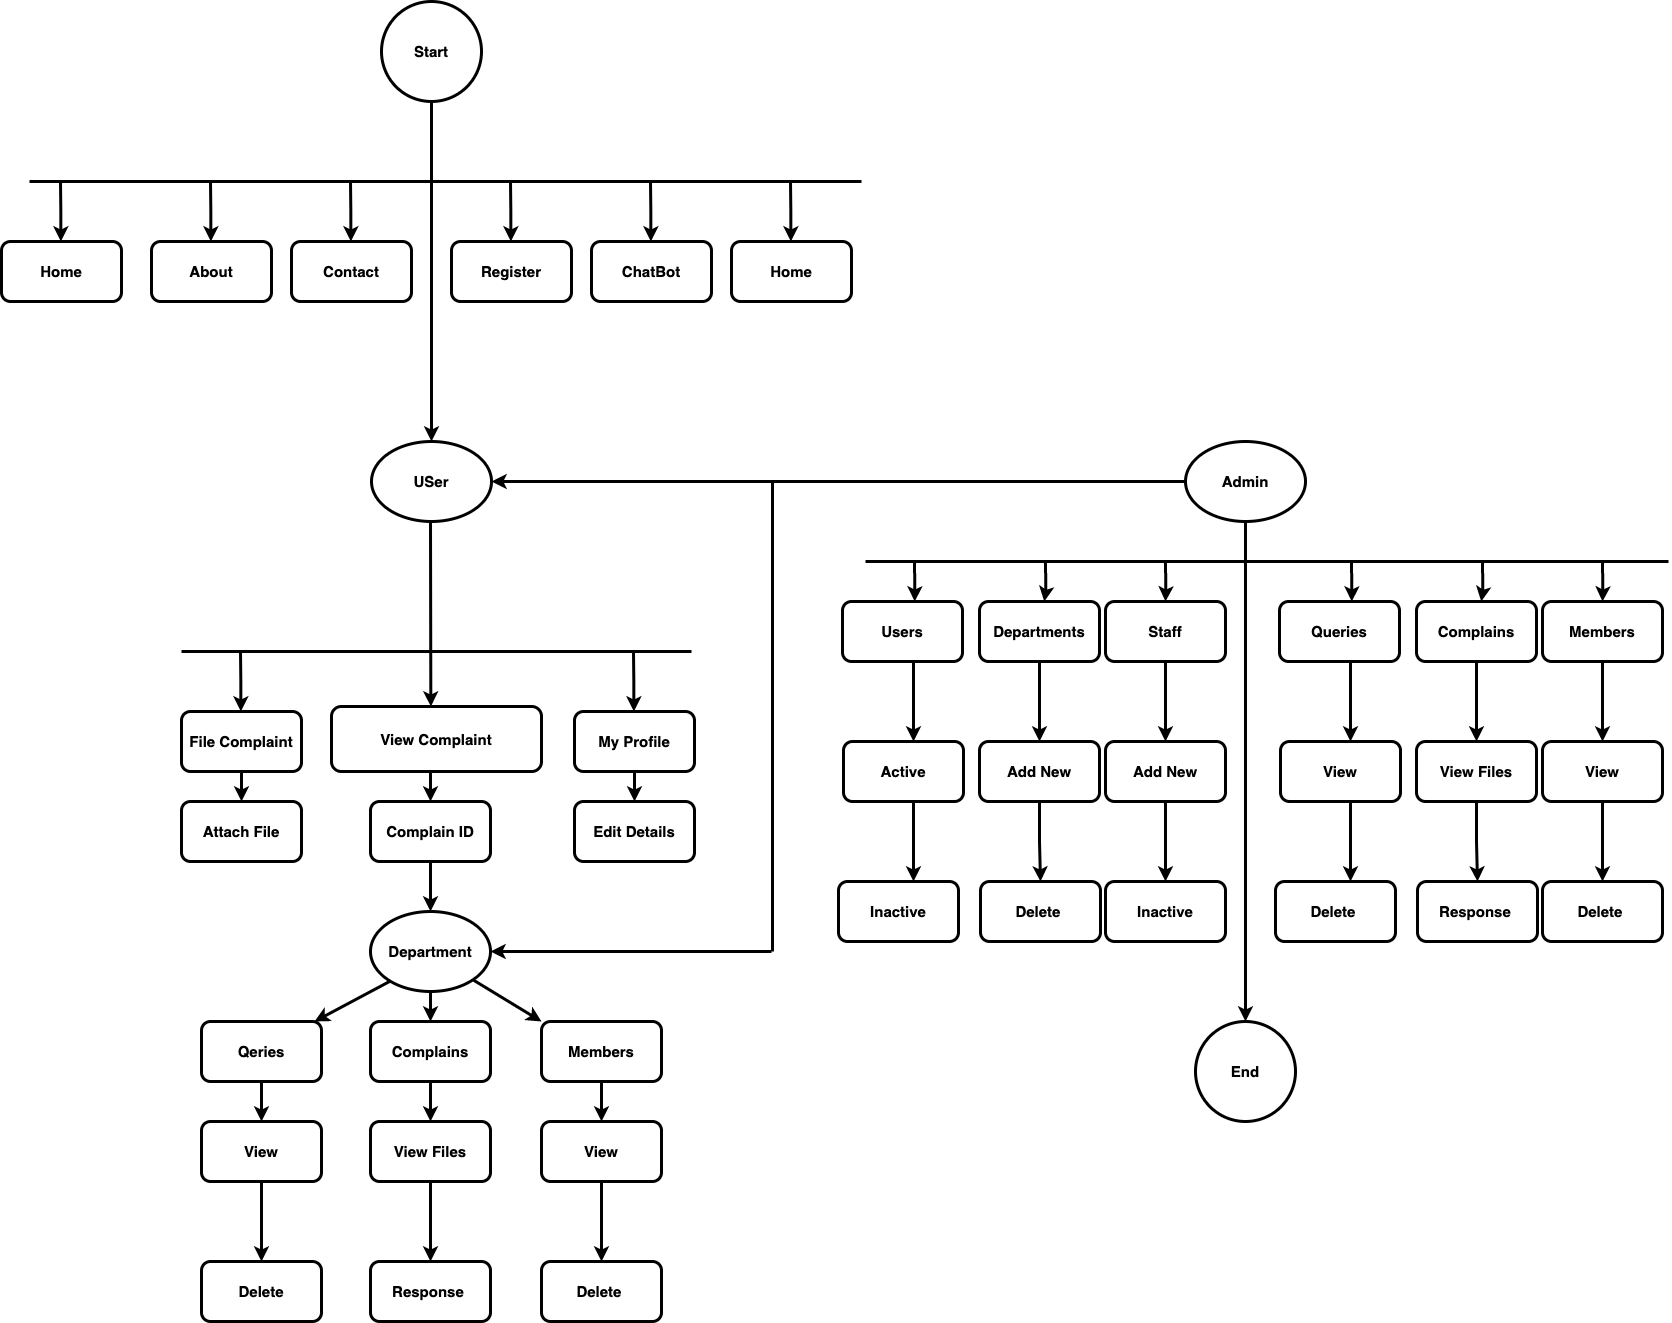 Start
Home
About
Contact
Register
ChatBot
Home
USer
Admin
Users
Departments
Staff
Queries
Complains
Members
File Complaint
View Complaint
My Profile
Active
Add New
Add New
View
View Files
View
Attach File
Complain ID
Edit Details
Inactive
Delete
Inactive
Delete
Response
Delete
Department
Qeries
Complains
Members
End
View
View Files
View
Delete
Response
Delete